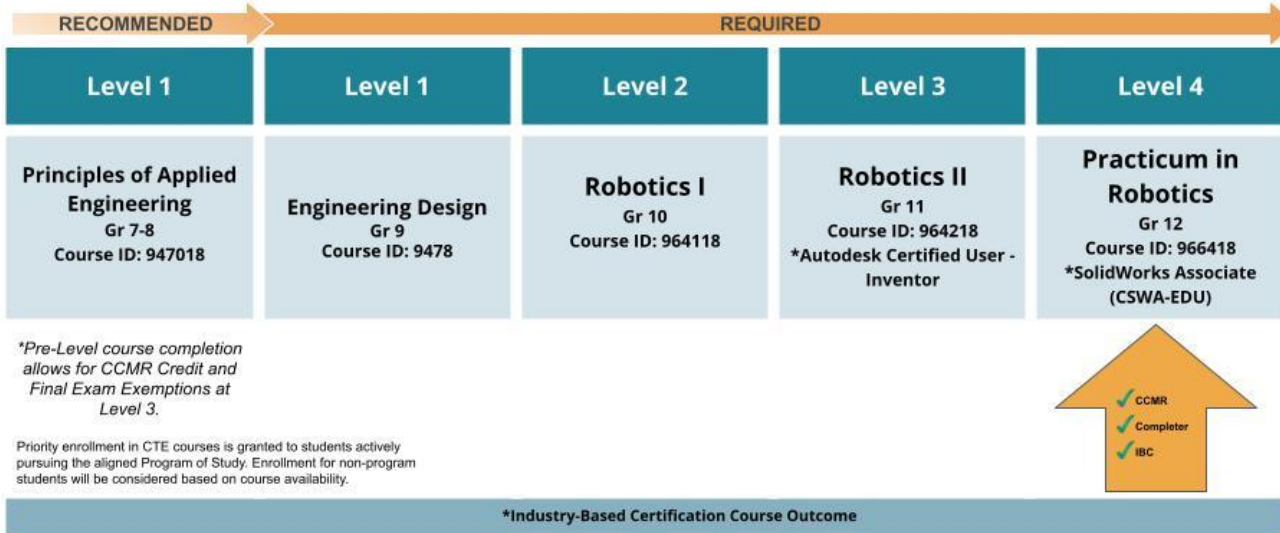 RECOMMENDED
REQUIRED
Level 1
Level 1
Level 2
Level 3
Level 4
Principles of Applied
Engineering
Gr 7-8
Course ID: 947018
Engineering Design
Gr 9
Course ID: 9478
Robotics I
Gr 10
Course ID: 964118
Robotics II
Gr 11
Course ID: 964218
*Autodesk Certified User -
Inventor
Practicum in
Robotics
Gr 12
Course ID: 966418
*SolidWorks Associate
(CSWA-EDU)
*Pre-Level course completion
allows for CCMR Credit and
Final Exam Exemptions at
Level 3.
Priority enrollment in CTE courses is granted to students actively
pursuing the aligned Program of Study. Enrollment for non-program
students will be considered based on course availability.
CCMR
Completer
IBC
*Industry-Based Certification Course Outcome